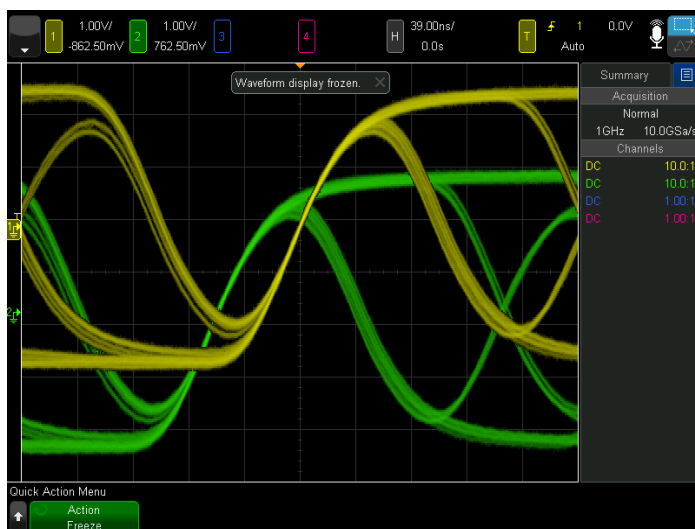 1 1.00V/ 2 1.00V/ 3 4 H 39.00ns/ T 1 0.0V
-862.50mV 762.50mV 0.0s Auto
Waveform display frozen.
Summary
Acquisition
Normal
1GHz 10.0GSa/s
Channels
DC 10.0:1
DC 10.0:1
DC 1.00:1
DC 1.00:1
T
1
2
Quick Action Menu
Action
Freeze